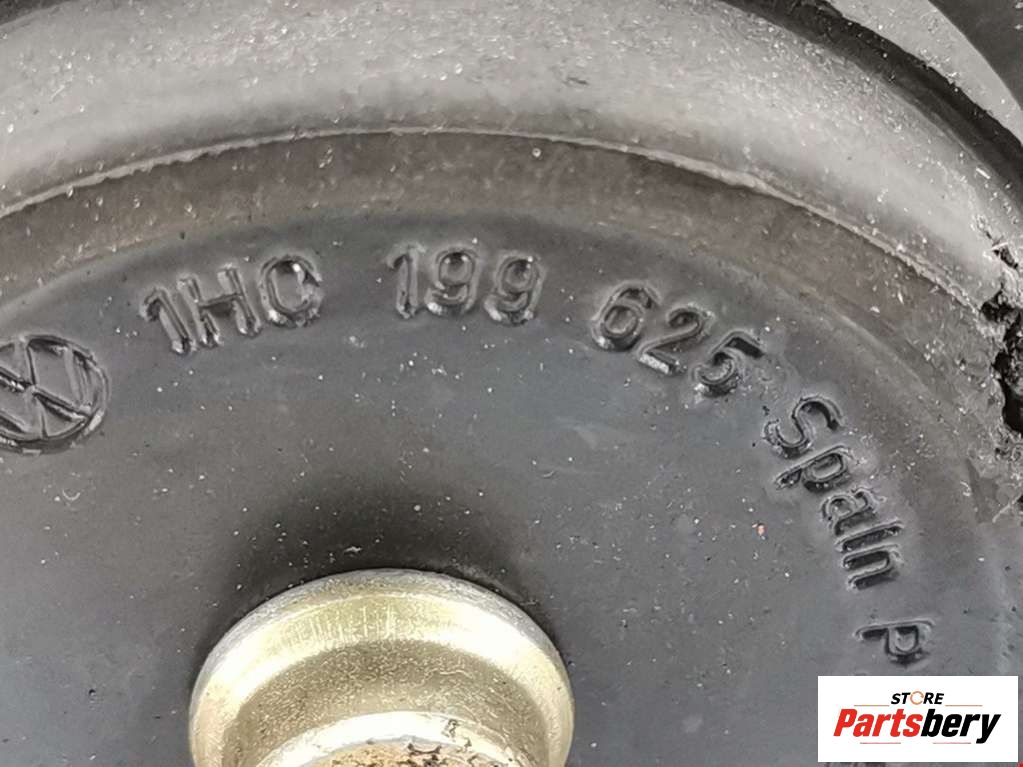 1HC 199 625 Spain P
STORE
Partsbery